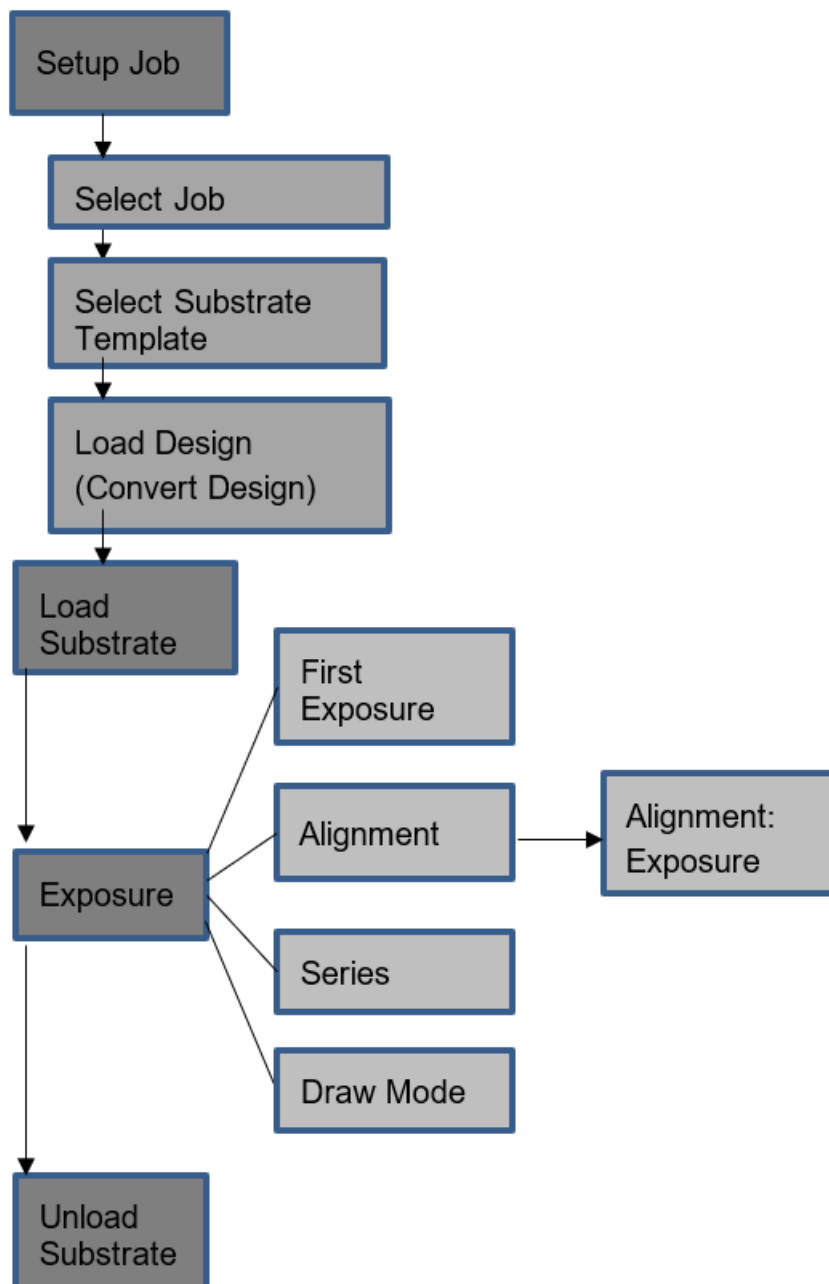 Setup Job
Select Job
Select Substrate
Template
Load Design
(Convert Design)
Load
Substrate
First
Exposure
Alignment
Alignment:
Exposure
Exposure
Series
Draw Mode
Unload
Substrate